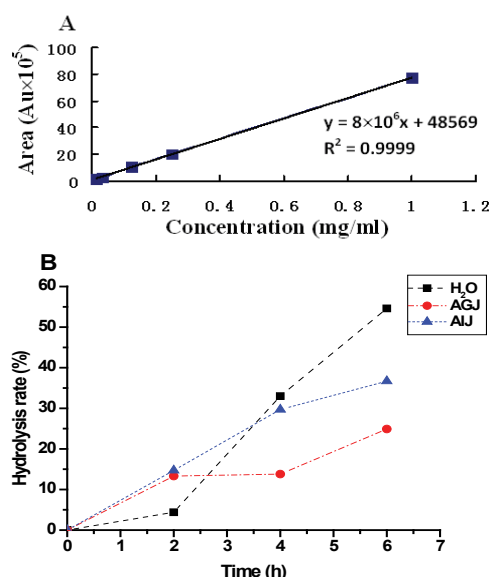 A
Area (Au×10⁵)
100
80
60
40
20
0
y = 8×10⁶x + 48569
R² = 0.9999
0 0.2 0.4 0.6 0.8 1 1.2
Concentration (mg/ml)
B
Hydrolysis rate (%)
60
50
40
30
20
10
0
H₂O
AGJ
AIJ
0 1 2 3 4 5 6 7
Time (h)